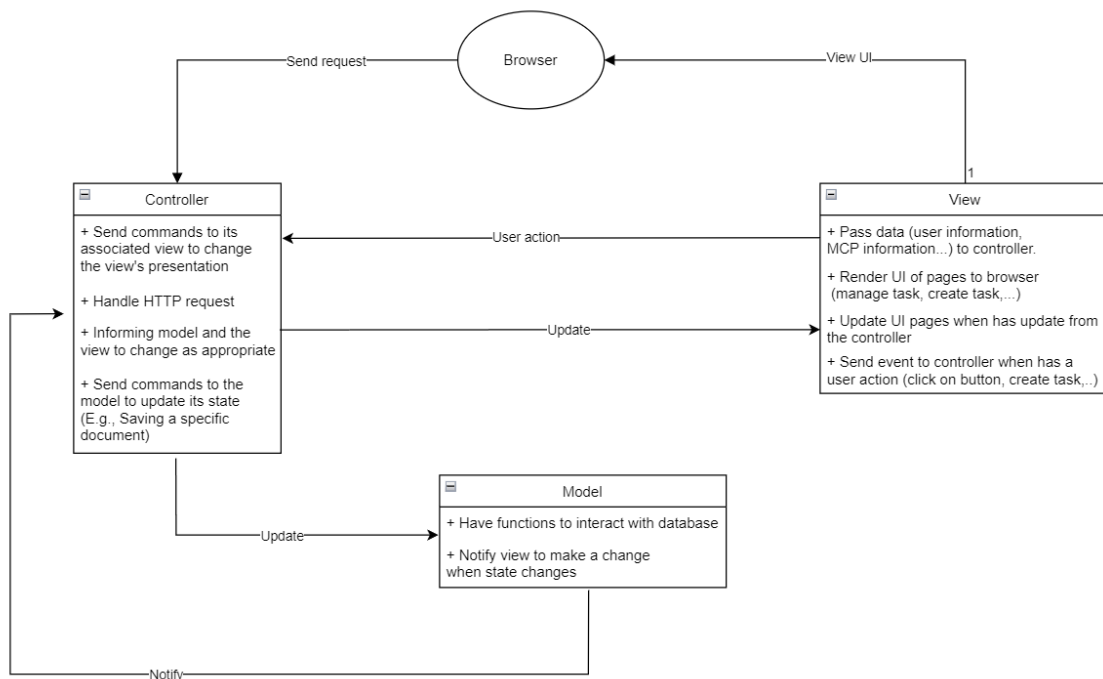 Browser
Send request
View UI
1
Controller
+ Send commands to its
associated view to change
the view's presentation
+ Handle HTTP request
+ Informing model and the
view to change as appropriate
+ Send commands to the
model to update its state
(E.g., Saving a specific
document)
User action
Update
View
+ Pass data (user information,
MCP information...) to controller.
+ Render UI of pages to browser
(manage task, create task,...)
+ Update UI pages when has update from
the controller
+ Send event to controller when has a
user action (click on button, create task,..)
Update
Model
+ Have functions to interact with database
+ Notify view to make a change
when state changes
Notify